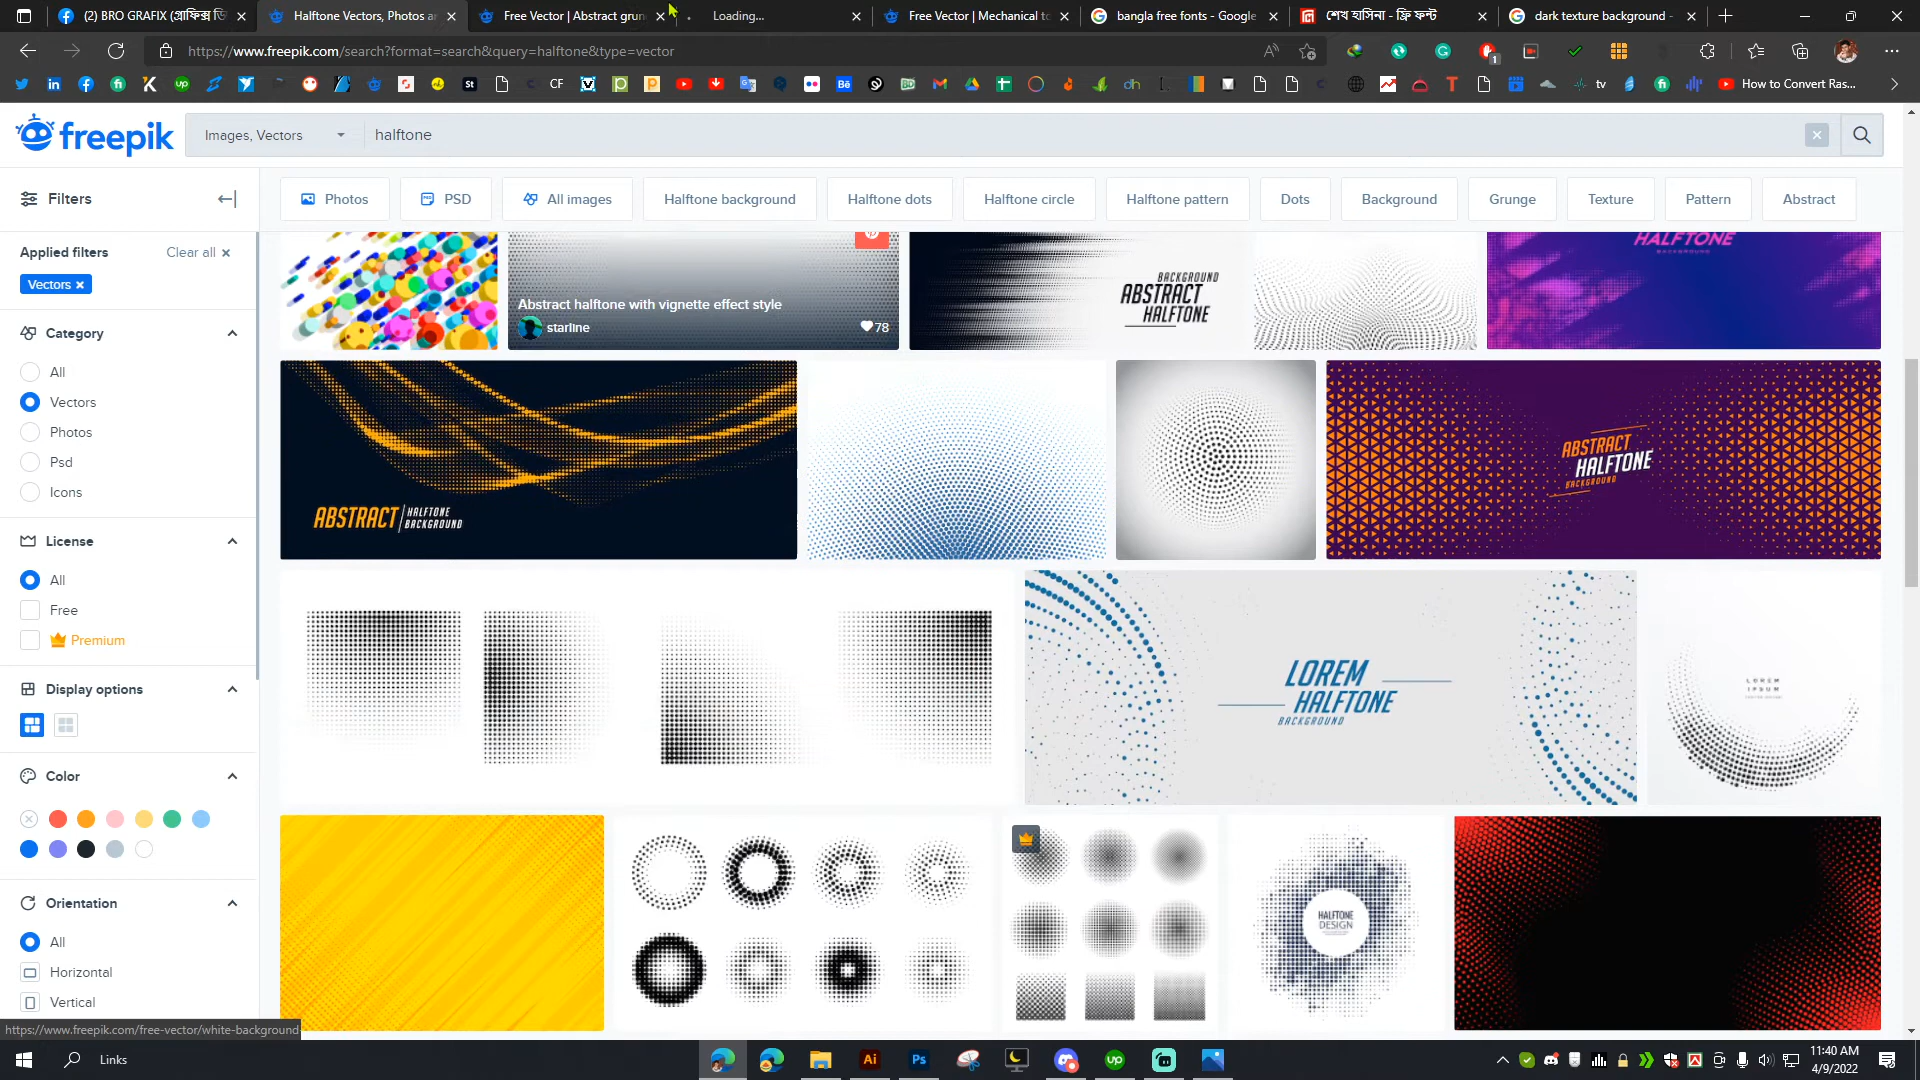 (2) BRO GRAFIX (গ্রাফিক্স ডি
Halftone Vectors, Photos an
Free Vector | Abstract grun
Loading...
Free Vector | Mechanical to
bangla free fonts - Google
শেখ হাসিনা - ফ্রি ফন্ট
dark texture background -
https://www.freepik.com/search?format=search&query=halftone&type=vector
How to Convert Ras...
freepik
Images, Vectors
halftone
Filters
Photos
PSD
All images
Halftone background
Halftone dots
Halftone circle
Halftone pattern
Dots
Background
Grunge
Texture
Pattern
Abstract
Applied filters
Clear all
Vectors
Category
All
Vectors
Photos
Psd
Icons
License
All
Free
Premium
Display options
Color
Orientation
All
Horizontal
Vertical
Abstract halftone with vignette effect style
starline
78
BACKGROUND
ABSTRACT
HALFTONE
HALFTONE
BACKGROUND
ABSTRACT HALFTONE
BACKGROUND
ABSTRACT
HALFTONE
BACKGROUND
LOREM
HALFTONE
BACKGROUND
LOREM
IPSUM
HALFTONE
DESIGN
https://www.freepik.com/free-vector/white-background
Links
11:40 AM
4/9/2022